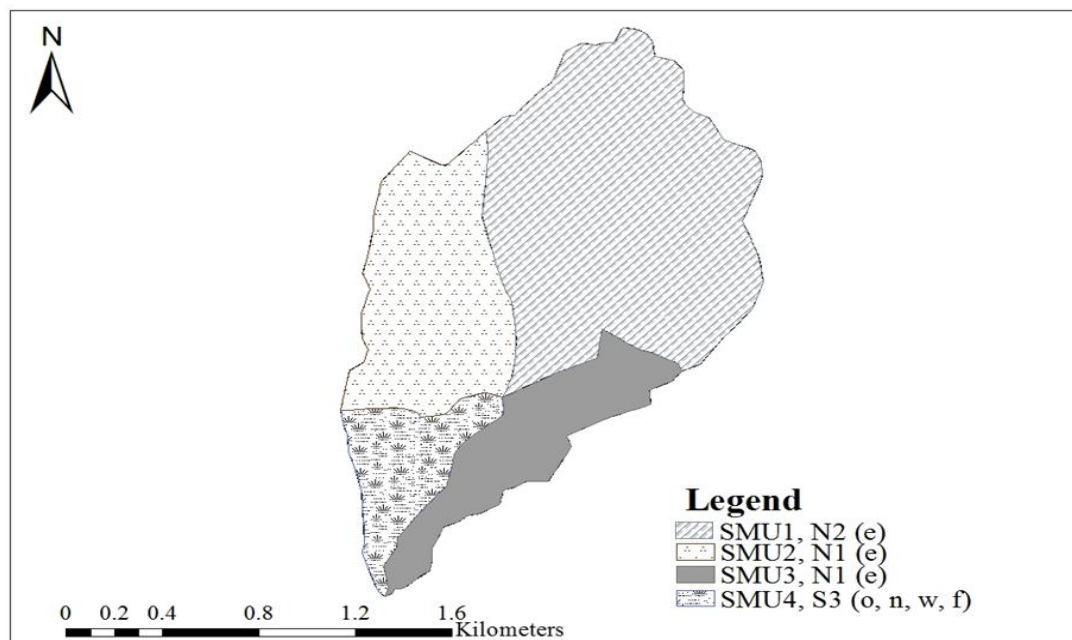 N
Legend
SMU1, N2 (e)
SMU2, N1 (e)
SMU3, N1 (e)
SMU4, S3 (o, n, w, f)
0 0.2 0.4 0.8 1.2 1.6
Kilometers